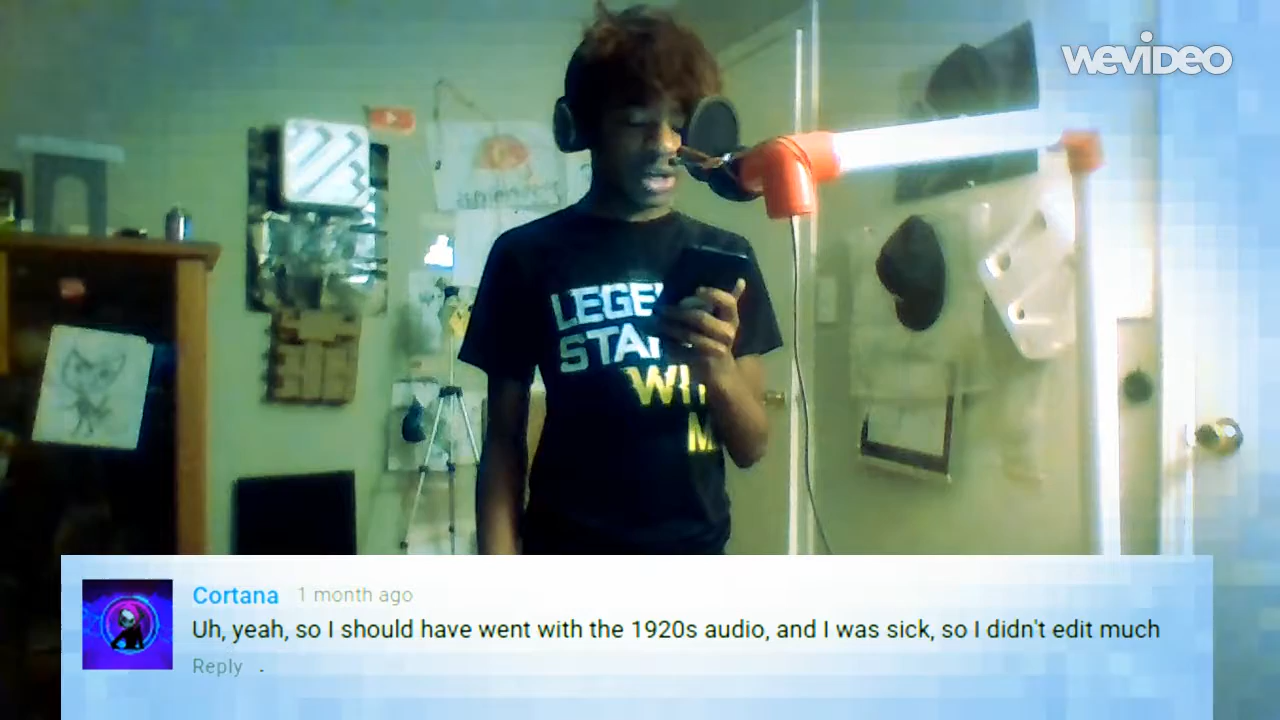 WeVideo
LEGE
STAR
WI
M
Cortana 1 month ago
Uh, yeah, so I should have went with the 1920s audio, and I was sick, so I didn't edit much
Reply .